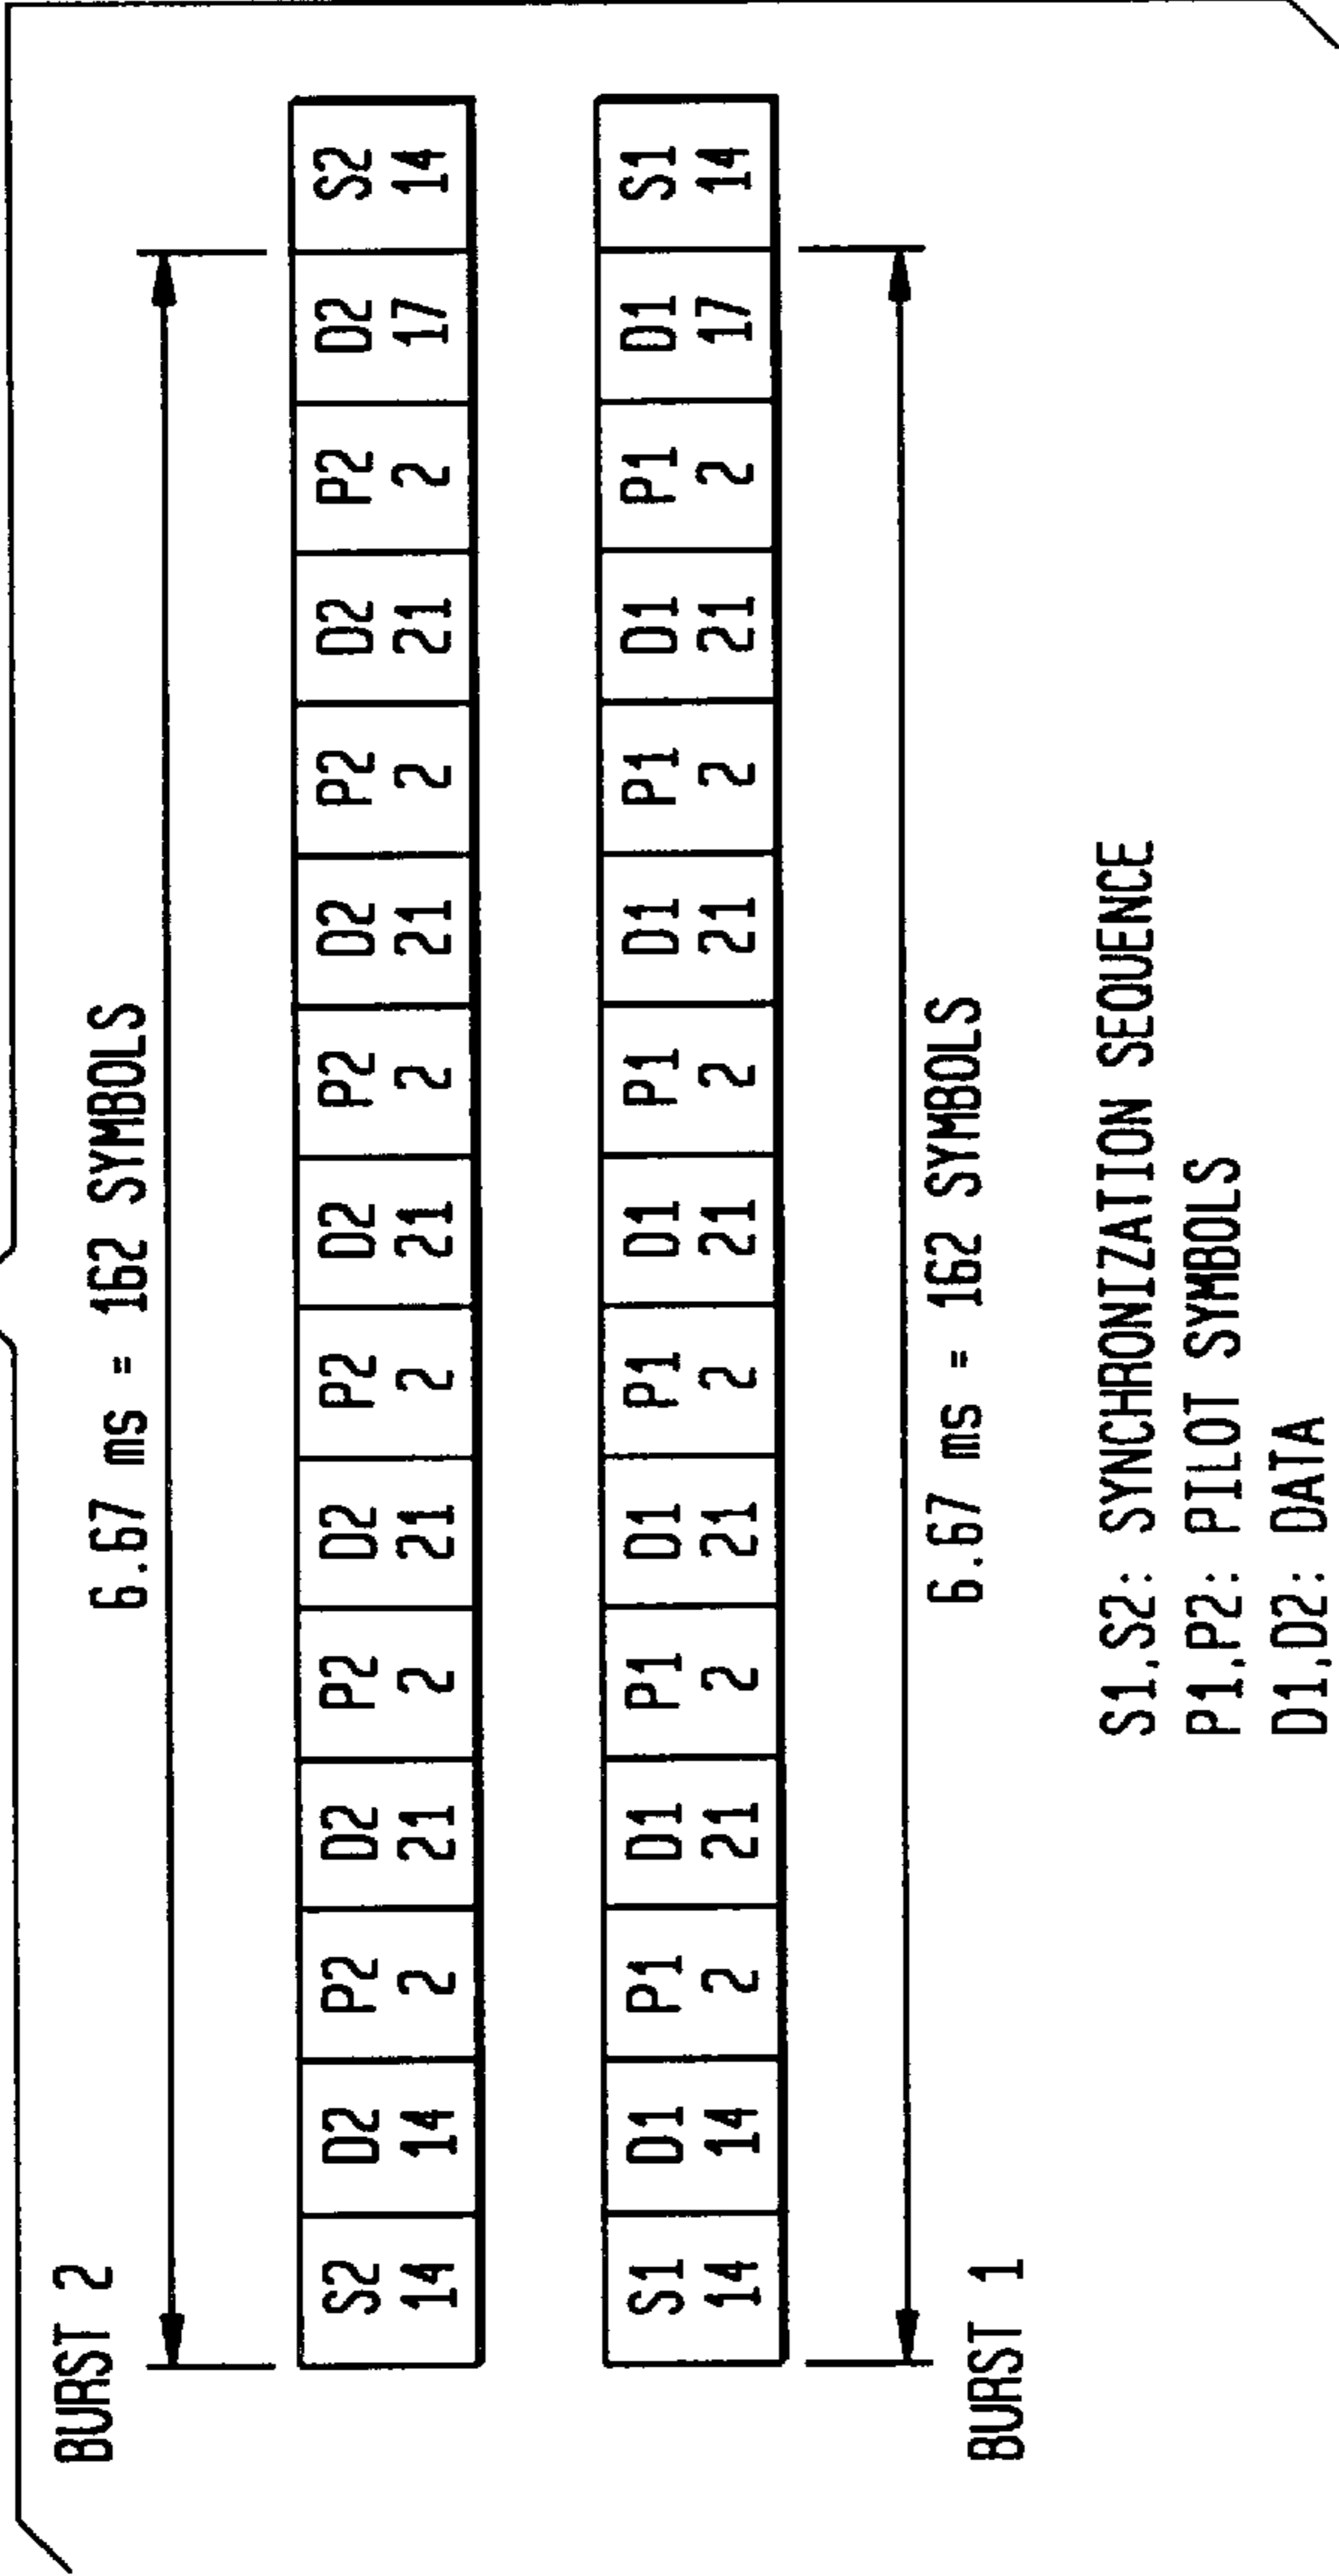 BURST 2
6.67 ms = 162 SYMBOLS
S2 D2 P2 D2 P2 D2 P2 D2 P2 D2 P2 D2 P2 D2 S2
14 14 2 21 2 21 2 21 2 21 2 21 2 17 14
S1 D1 P1 D1 P1 D1 P1 D1 P1 D1 P1 D1 P1 D1 S1
14 14 2 21 2 21 2 21 2 21 2 21 2 17 14
6.67 ms = 162 SYMBOLS
BURST 1
S1,S2: SYNCHRONIZATION SEQUENCE
P1,P2: PILOT SYMBOLS
D1,D2: DATA